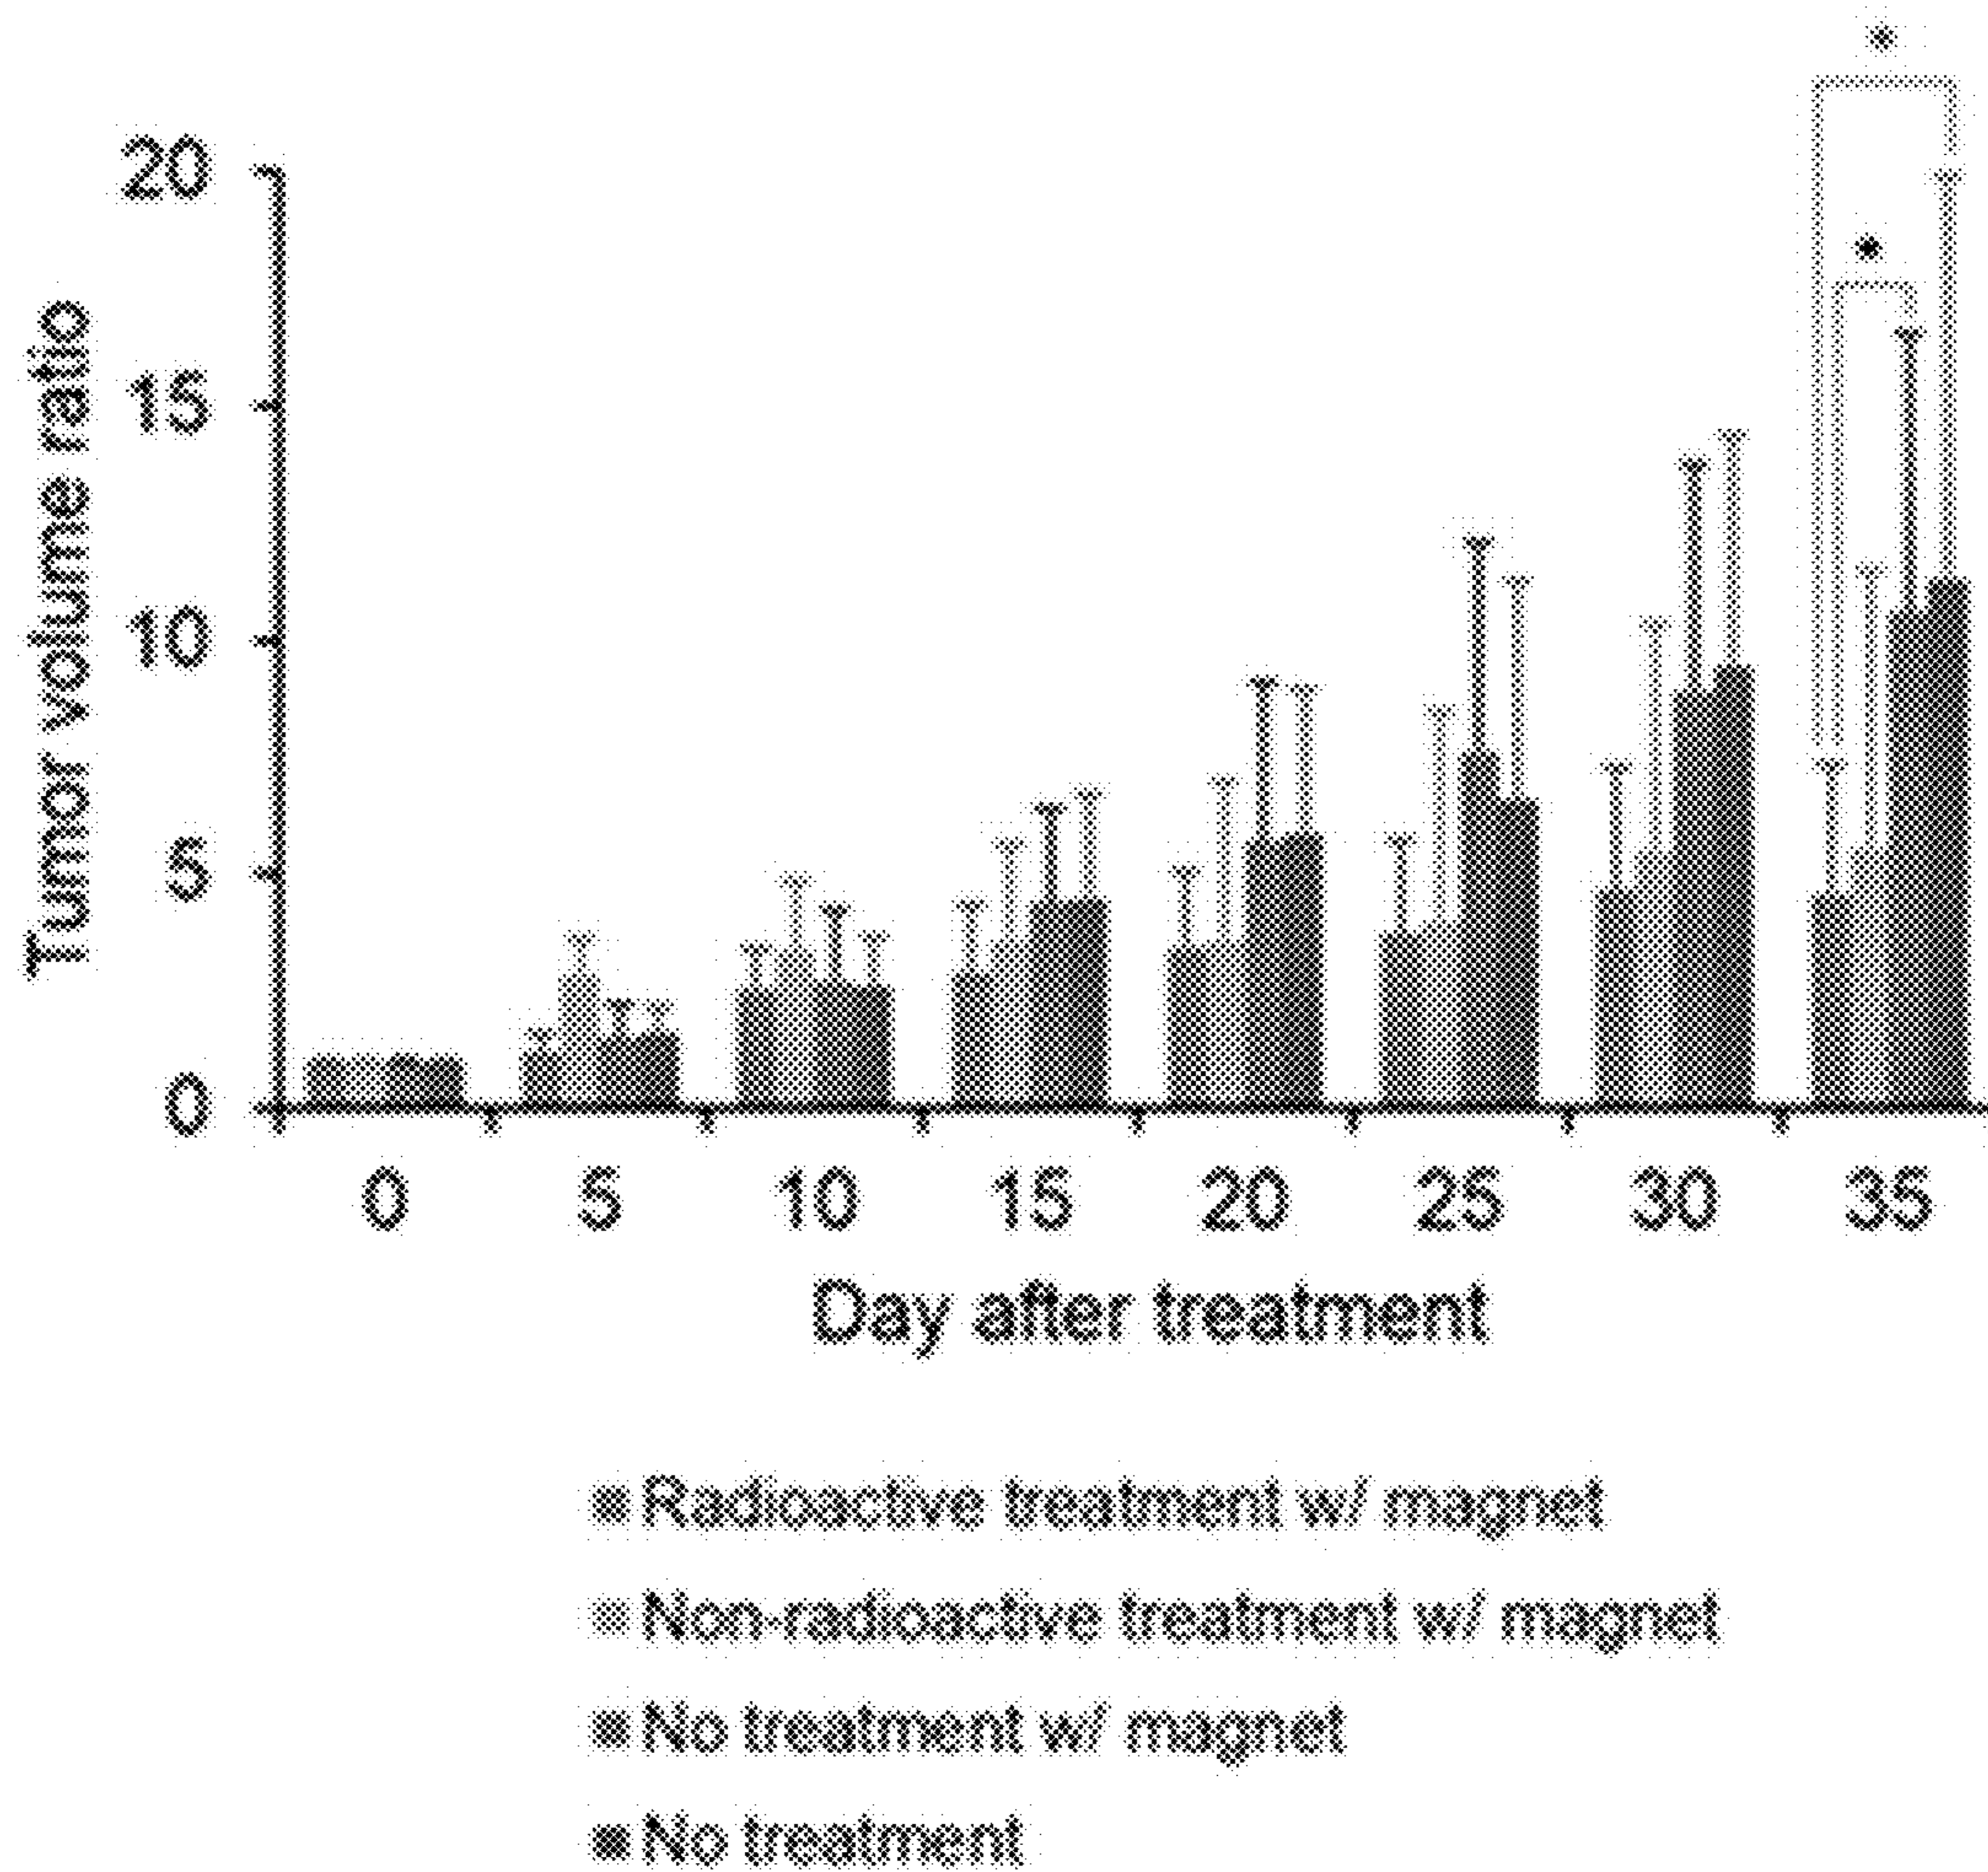 *
*
20
15
10
5
0
Tumor volume ratio
0 5 10 15 20 25 30 35
Day after treatment
Radioactive treatment w/ magnet
Non-radioactive treatment w/ magnet
No treatment w/ magnet
No treatment